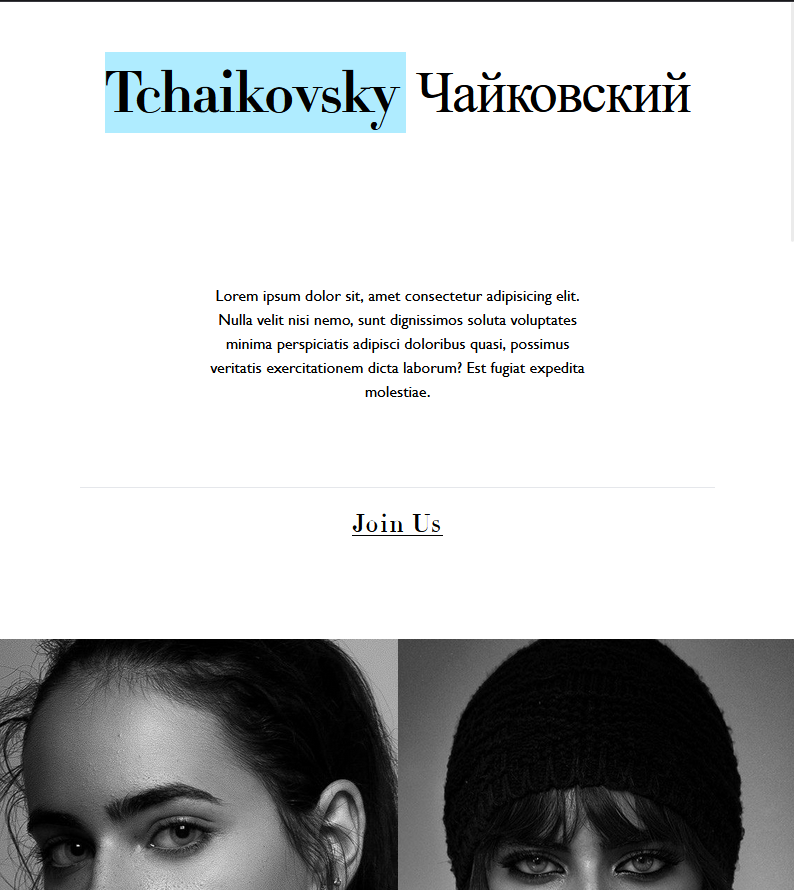 Tchaikovsky Чайковский
Lorem ipsum dolor sit, amet consectetur adipisicing elit.
Nulla velit nisi nemo, sunt dignissimos soluta voluptates
minima perspiciatis adipisci doloribus quasi, possimus
veritatis exercitationem dicta laborum? Est fugiat expedita
molestiae.
Join Us